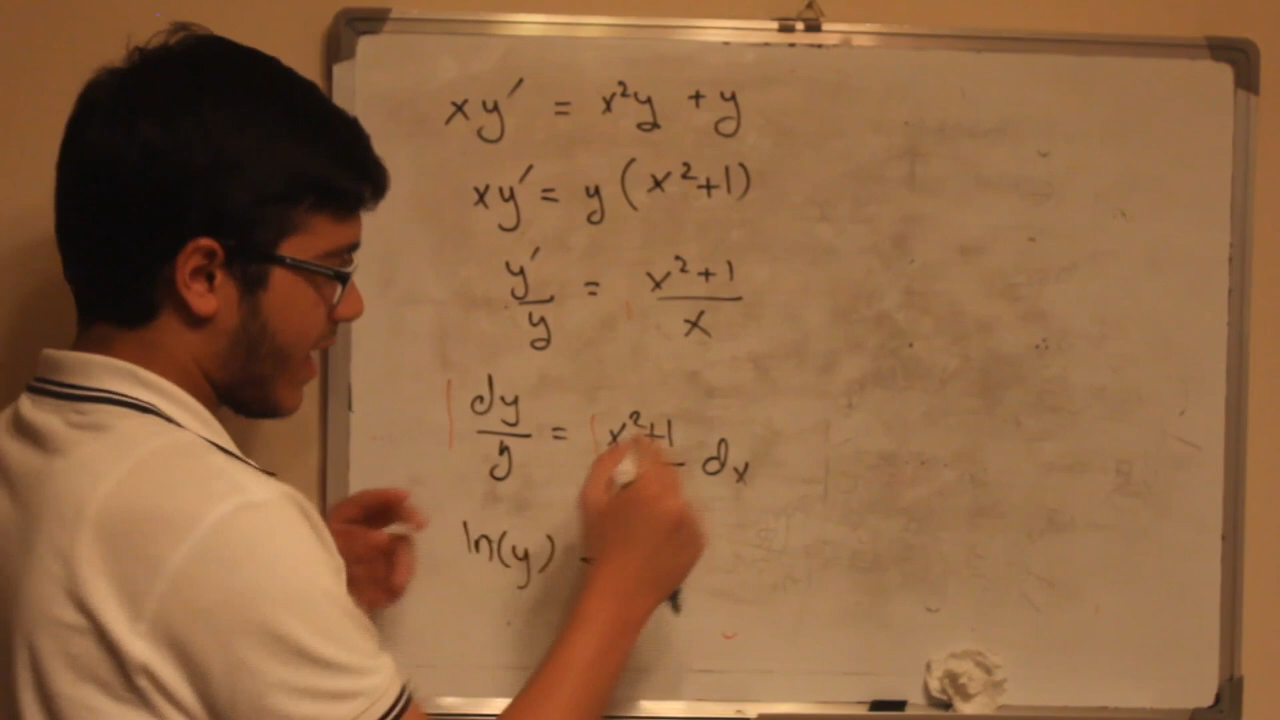 xy′ = x²y + y
xy′ = y (x²+1)
y′/y = x²+1/x
dy/y = x²+1 dx
ln(y)